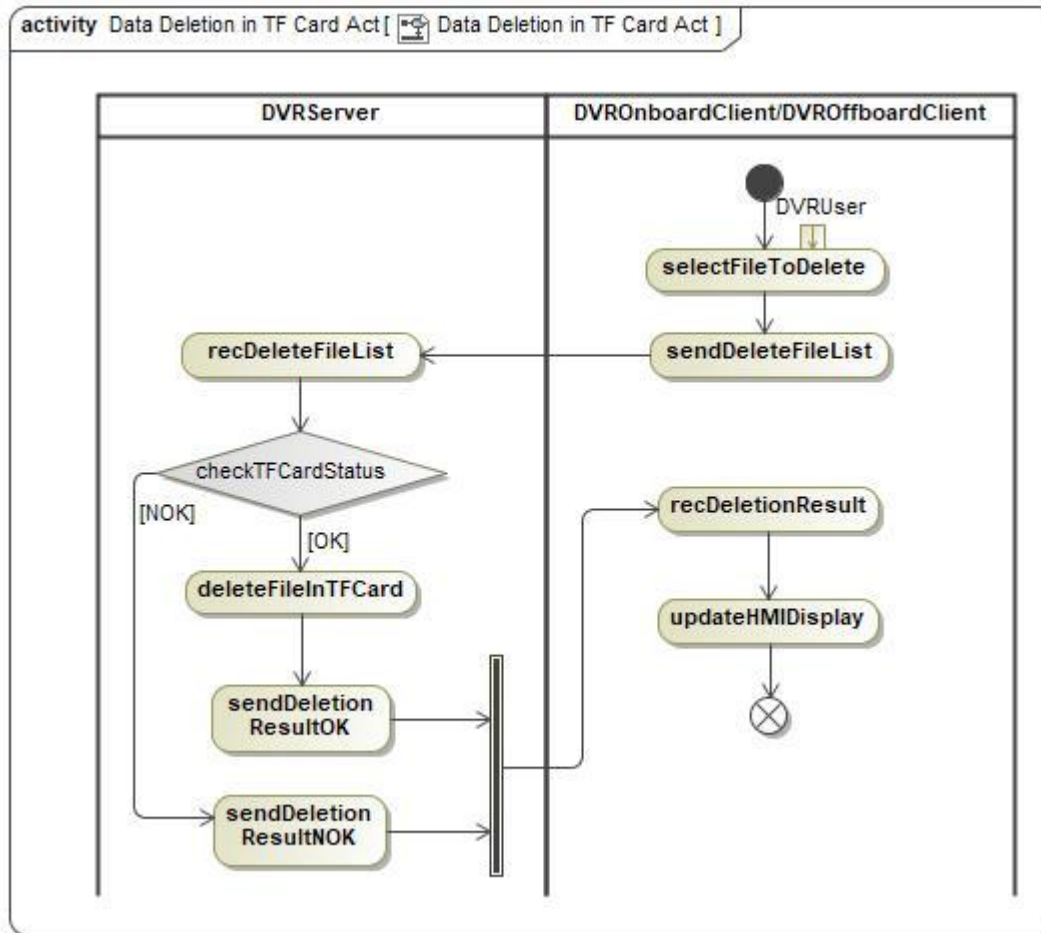 activity Data Deletion in TF Card Act [ Data Deletion in TF Card Act ]
DVRServer
DVROnboardClient/DVROffboardClient
DVRUser
selectFileToDelete
recDeleteFileList
sendDeleteFileList
checkTFCardStatus
[NOK]
[OK]
recDeletionResult
deleteFileInTFCard
updateHMIDisplay
sendDeletion
ResultOK
sendDeletion
ResultNOK